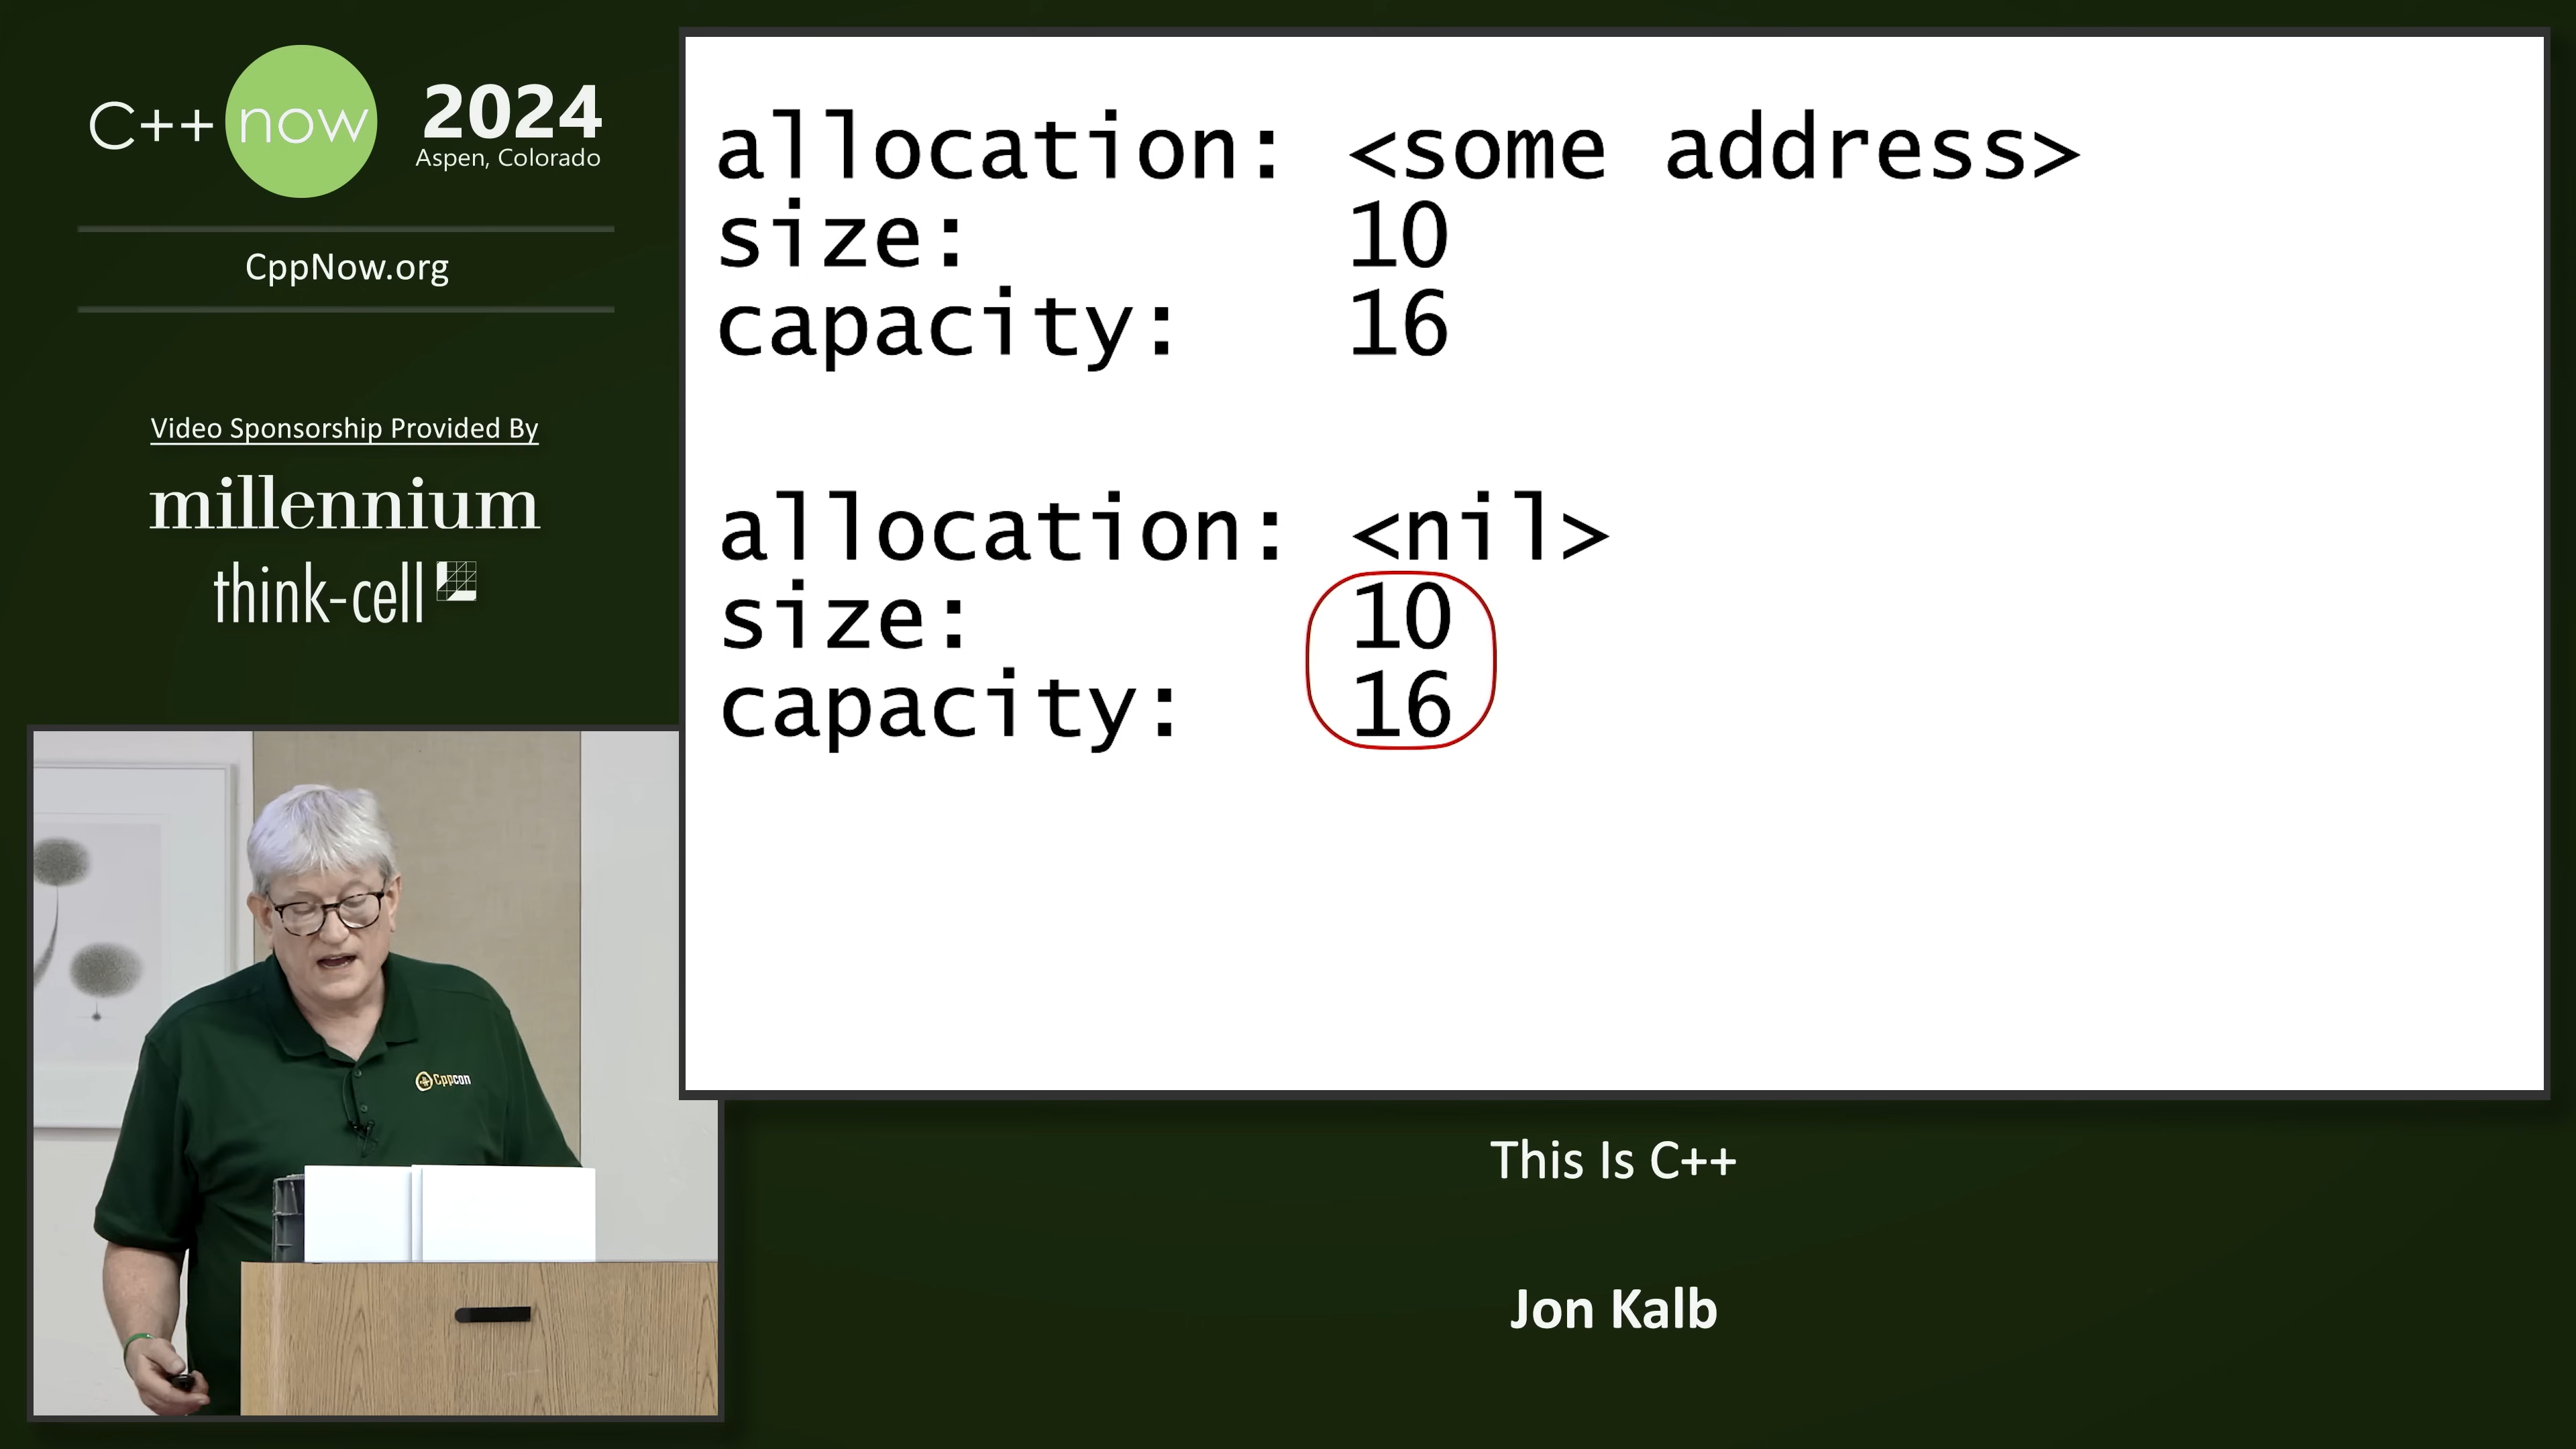 C++ now 2024
Aspen, Colorado
CppNow.org
Video Sponsorship Provided By
millennium
think-cell
allocation: <some address>
size: 10
capacity: 16
allocation: <nil>
size: 10
capacity: 16
Cppcon
This Is C++
Jon Kalb